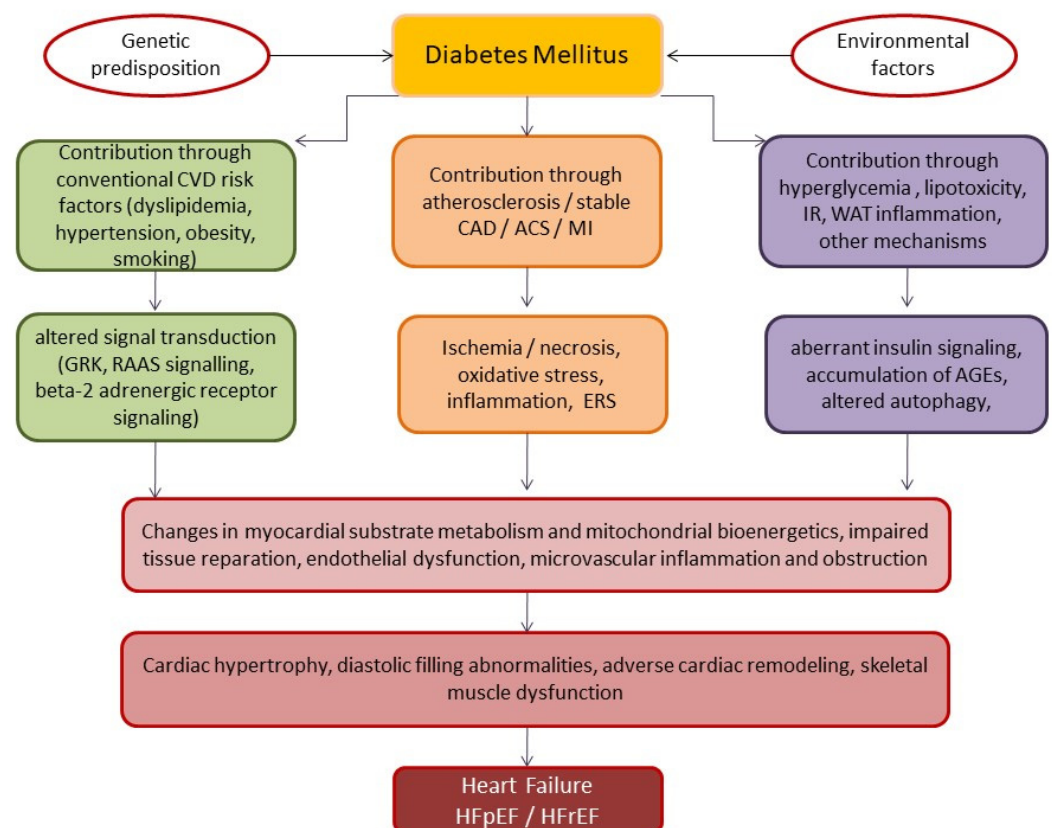 Genetic
predisposition
Diabetes Mellitus
Environmental
factors
Contribution through
conventional CVD risk
factors (dyslipidemia,
hypertension, obesity,
smoking)
Contribution through
atherosclerosis / stable
CAD / ACS / MI
Contribution through
hyperglycemia , lipotoxicity,
IR, WAT inflammation,
other mechanisms
altered signal transduction
(GRK, RAAS signalling,
beta-2 adrenergic receptor
signaling)
Ischemia / necrosis,
oxidative stress,
inflammation, ERS
aberrant insulin signaling,
accumulation of AGEs,
altered autophagy,
Changes in myocardial substrate metabolism and mitochondrial bioenergetics, impaired
tissue reparation, endothelial dysfunction, microvascular inflammation and obstruction
Cardiac hypertrophy, diastolic filling abnormalities, adverse cardiac remodeling, skeletal
muscle dysfunction
Heart Failure
HFpEF / HFrEF